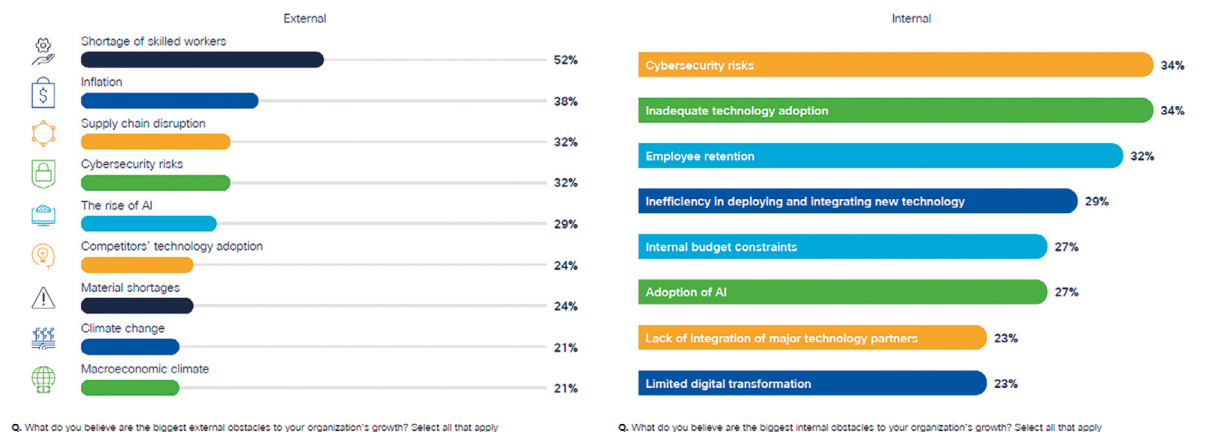 External
Shortage of skilled workers
52%
Inflation
$
38%
Supply chain disruption
32%
Cybersecurity risks
32%
The rise of AI
29%
Competitors' technology adoption
24%
Material shortages
24%
Climate change
21%
Macroeconomic climate
21%
Q. What do you believe are the biggest external obstacles to your organization's growth? Select all that apply
Internal
Cybersecurity risks 34%
Inadequate technology adoption 34%
Employee retention 32%
Inefficiency in deploying and integrating new technology 29%
Internal budget constraints 27%
Adoption of AI 27%
Lack of integration of major technology partners 23%
Limited digital transformation 23%
Q. What do you believe are the biggest internal obstacles to your organization's growth? Select all that apply